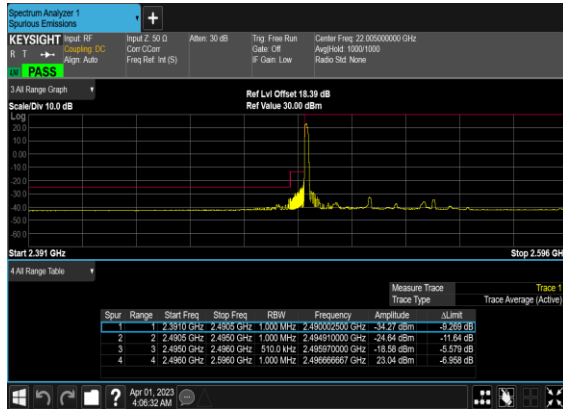 Spectrum Analyzer 1
Spurious Emissions
+
KEYSIGHT
R T
PASS
Input: RF
Coupling: DC
Align: Auto
Input Z: 50 Ω
Corr CCorr
Freq Ref: Int (S)
Atten: 30 dB
Trig: Free Run
Gate: Off
IF Gain: Low
Center Freq: 22.005000000 GHz
Avg|Hold: 1000/1000
Radio Std: None
3 All Range Graph
Scale/Div 10.0 dB
Ref Lvl Offset 18.39 dB
Ref Value 30.00 dBm
Log
20.0
10.0
0.00
-10.0
-20.0
-30.0
-40.0
-50.0
-60.0
Start 2.391 GHz
Stop 2.596 GH
4 All Range Table
Measure Trace Trace 1
Trace Type Trace Average (Active)
Spur Range Start Freq Stop Freq RBW Frequency Amplitude ΔLimit
1 1 2.3910 GHz 2.4905 GHz 1.000 MHz 2.490002500 GHz -34.27 dBm -9.269 dB
2 2 2.4905 GHz 2.4950 GHz 1.000 MHz 2.494910000 GHz -24.64 dBm -11.64 dB
3 3 2.4950 GHz 2.4960 GHz 510.0 kHz 2.495970000 GHz -18.58 dBm -5.579 dB
4 4 2.4960 GHz 2.5960 GHz 1.000 MHz 2.496666667 GHz 23.04 dBm -6.958 dB
?
Apr 01, 2023
4:06:32 AM